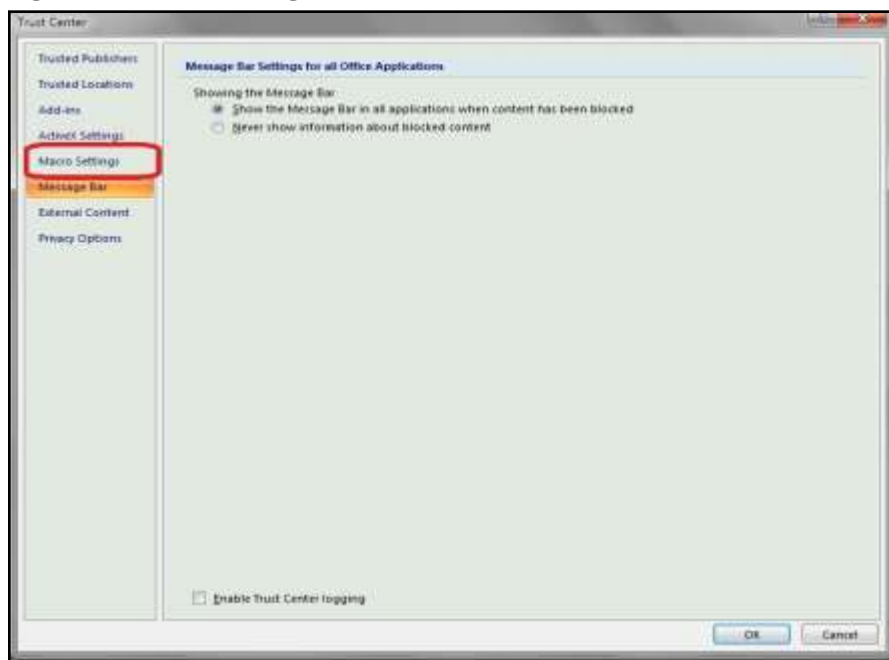 Trust Center
Trusted Publishers
Trusted Locations
Add-ins
ActiveX Settings
Macro Settings
Message Bar
External Content
Privacy Options
Message Bar Settings for all Office Applications
Showing the Message Bar
Show the Message Bar in all applications when content has been blocked
Never show information about blocked content
Enable Trust Center logging
OK
Cancel